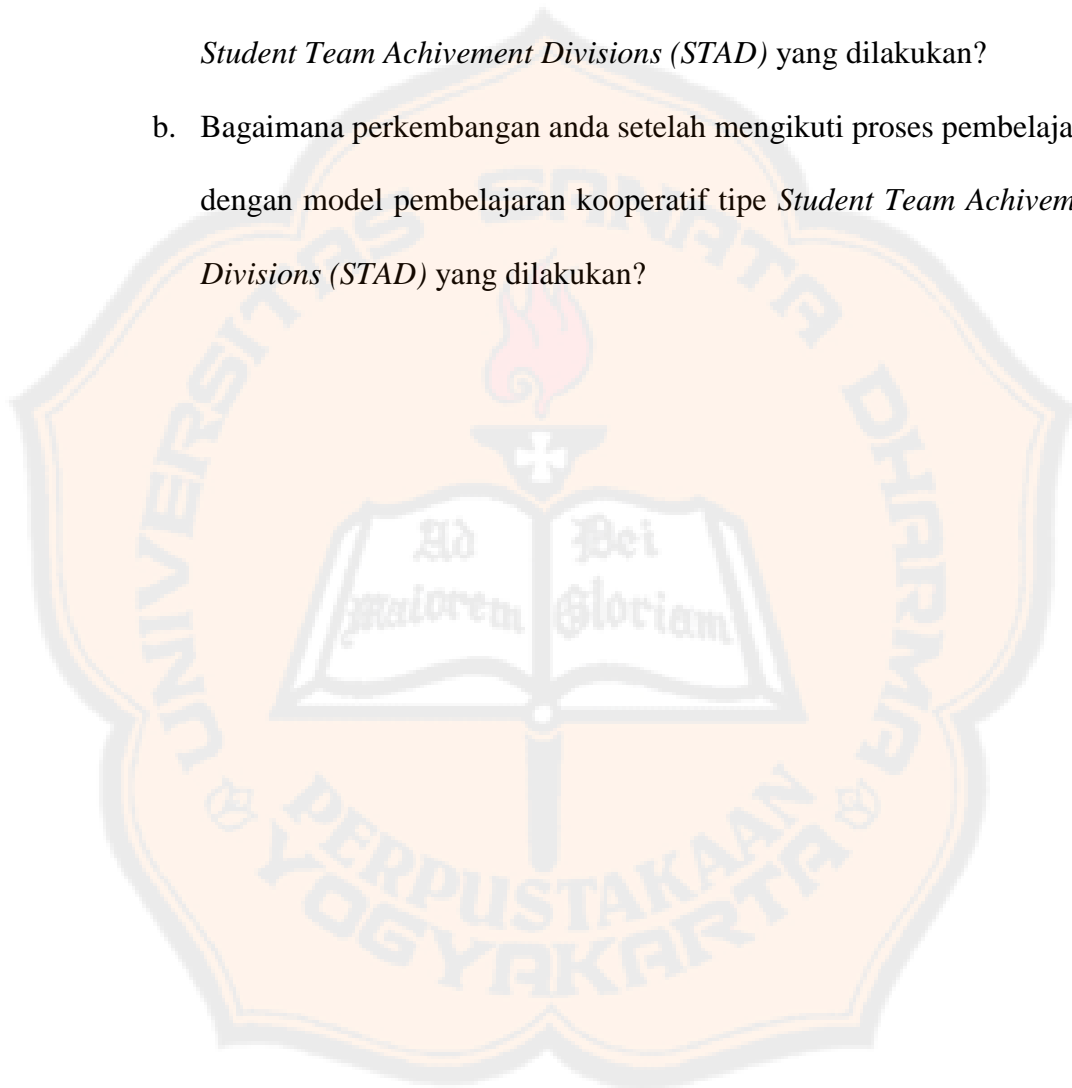 Student Team Achivement Divisions (STAD) yang dilakukan?
b. Bagaimana perkembangan anda setelah mengikuti proses pembelaja
dengan model pembelajaran kooperatif tipe Student Team Achivem
Divisions (STAD) yang dilakukan?
UNIVERSITAS SANATA DHARMA
Ad Dei
Maiorem Gloriam
PERPUSTAKAAN
YOGYAKARTA